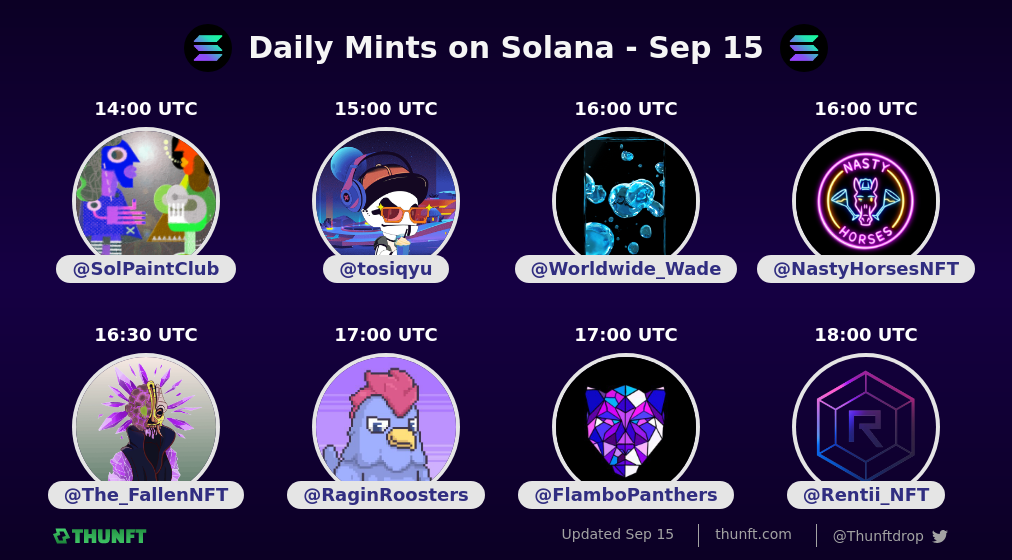 Daily Mints on Solana - Sep 15
14:00 UTC
15:00 UTC
16:00 UTC
16:00 UTC
NASTY
HORSES
@SolPaintClub
@tosiqyu
@Worldwide_Wade
@NastyHorsesNFT
16:30 UTC
17:00 UTC
17:00 UTC
18:00 UTC
R
@The_FallenNFT
@RaginRoosters
@FlamboPanthers
@Rentii_NFT
THUNFT
Updated Sep 15
thunft.com
@Thunftdrop